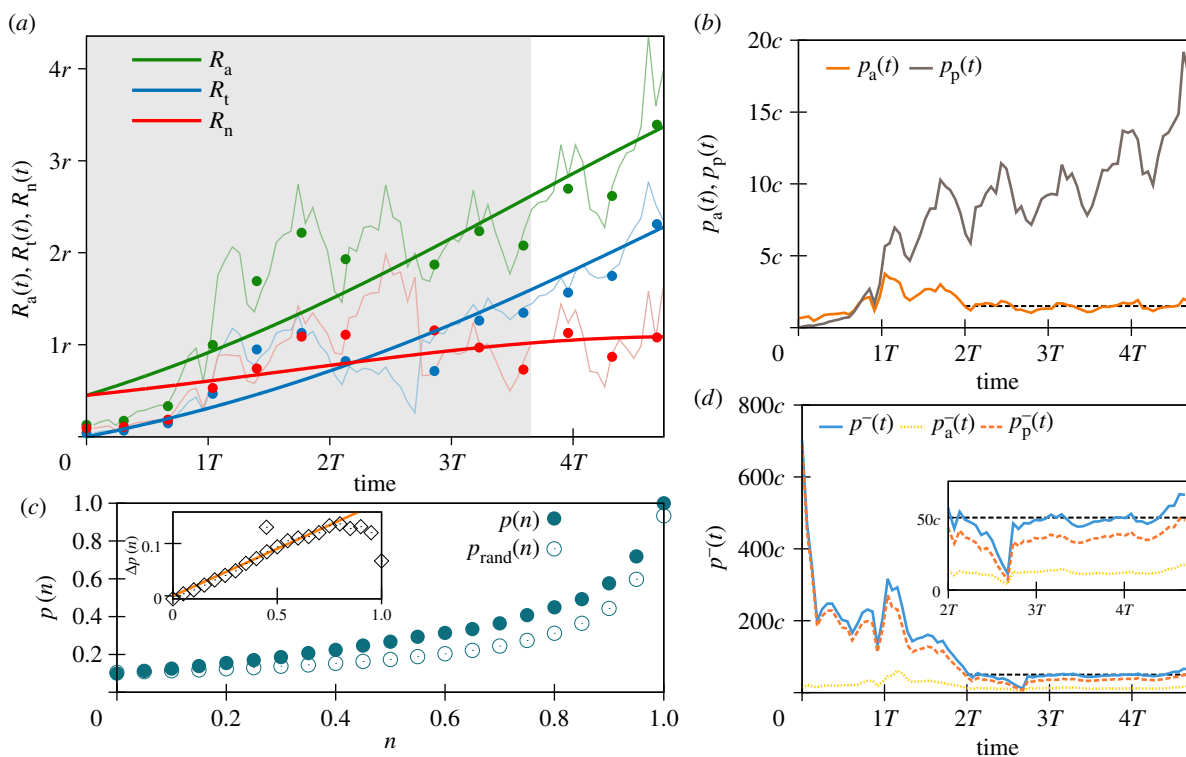 (a)
4r
3r
2r
1r
0
R_a
R_t
R_n
R_a(t), R_t(t), R_n(t)
1T 2T 3T 4T
time
(b)
20c
15c
10c
5c
0
p_a(t) p_p(t)
p_a(t), p_p(t)
1T 2T 3T 4T
time
(c)
1.0
0.8
0.6
0.4
0.2
0
p(n)
p_rand(n)
p(n)
Δp(n)
0.1
0
0 0.5 1.0
0.2 0.4 0.6 0.8 1.0
n
(d)
800c
600c
400c
200c
0
p⁻(t) p_a⁻(t) p_p⁻(t)
p⁻(t)
50c
0
2T 3T 4T
1T 2T 3T 4T
time